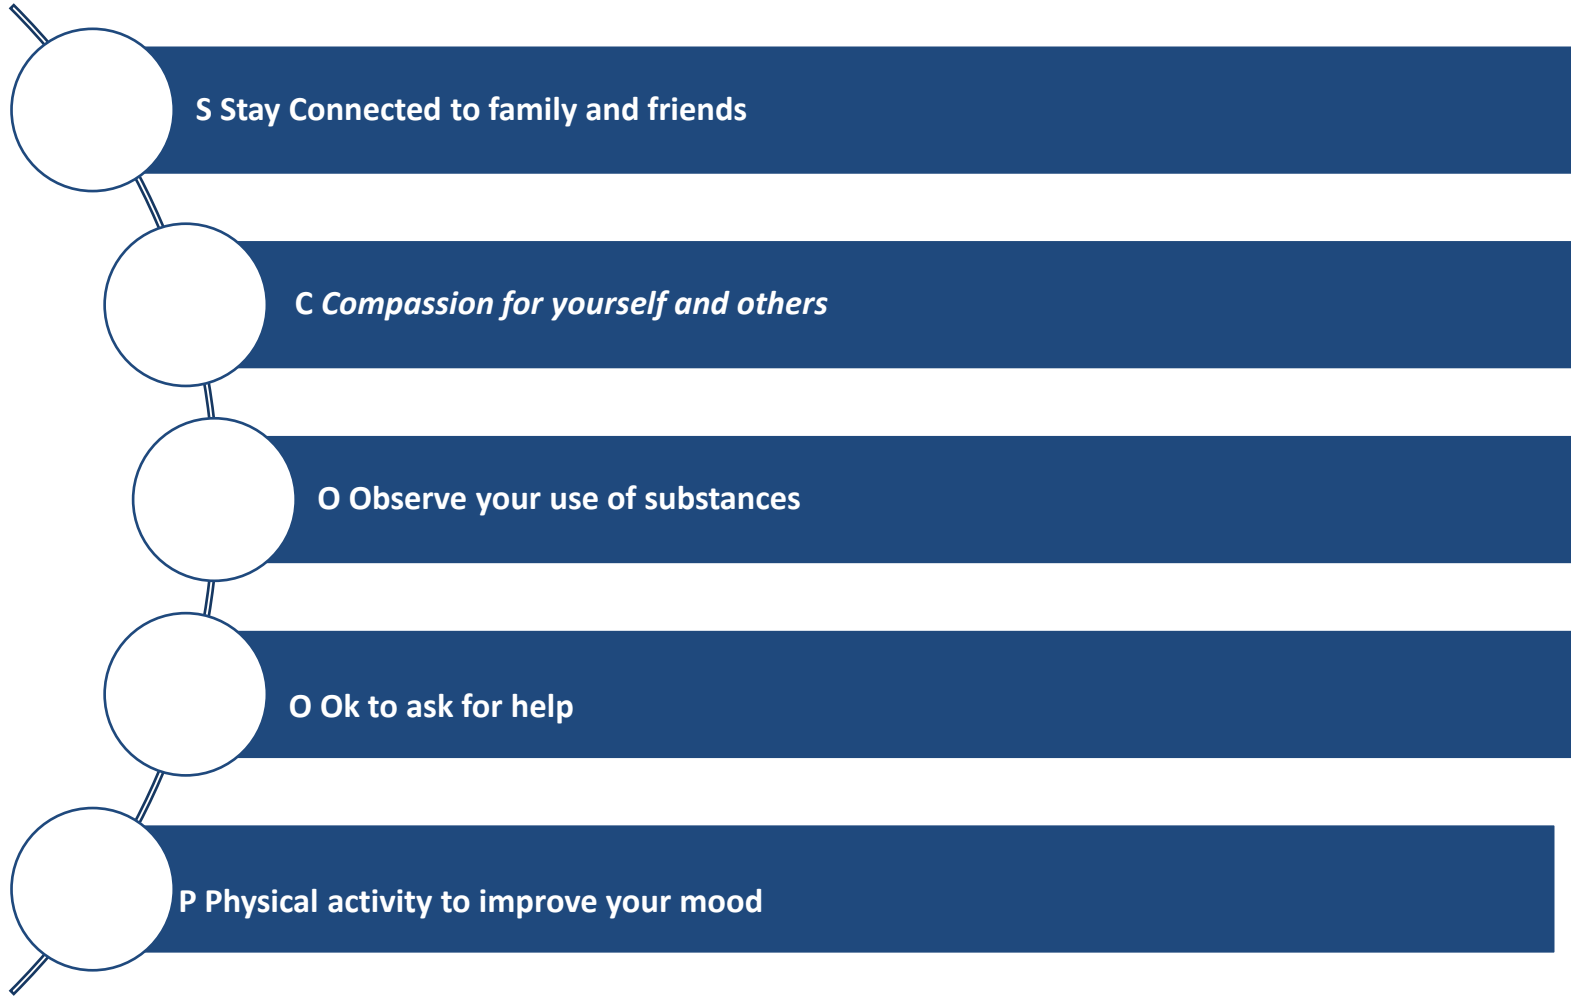 S Stay Connected to family and friends
C Compassion for yourself and others
O Observe your use of substances
O Ok to ask for help
P Physical activity to improve your mood